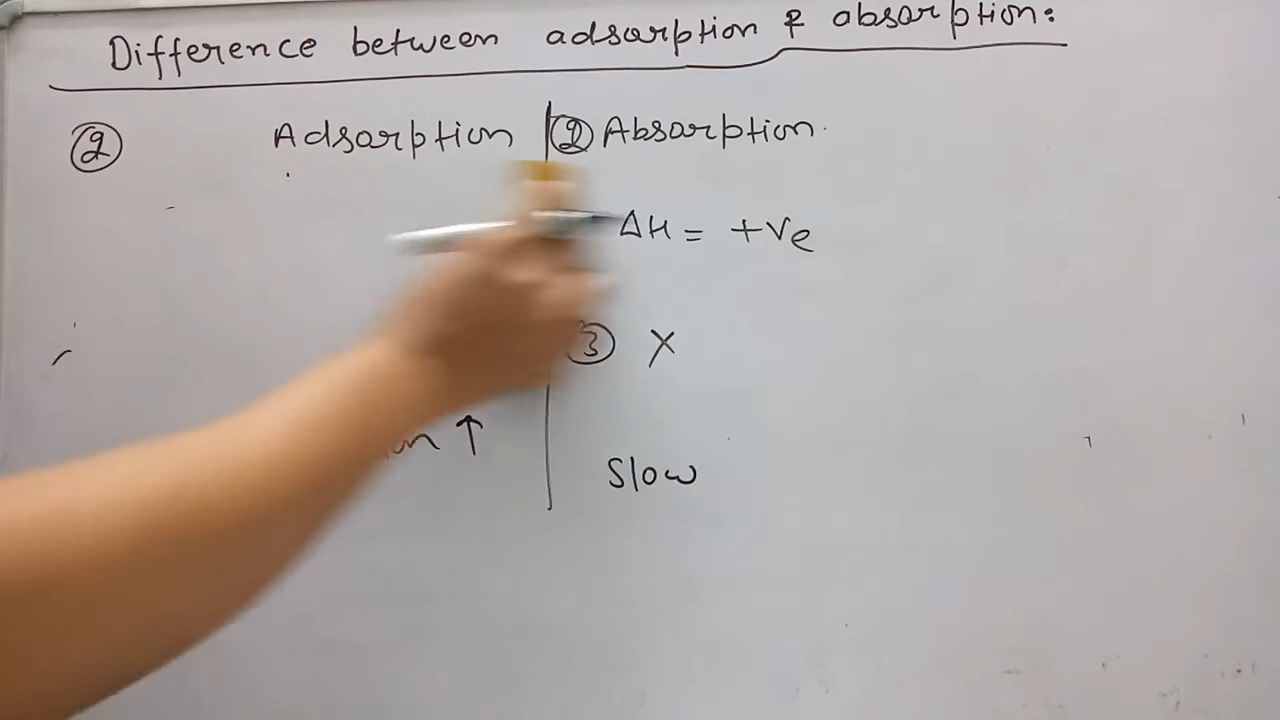 Difference between adsorption & absorption:
② Adsorption ② Absorption
ΔH = +ve
③ X
↑
Slow